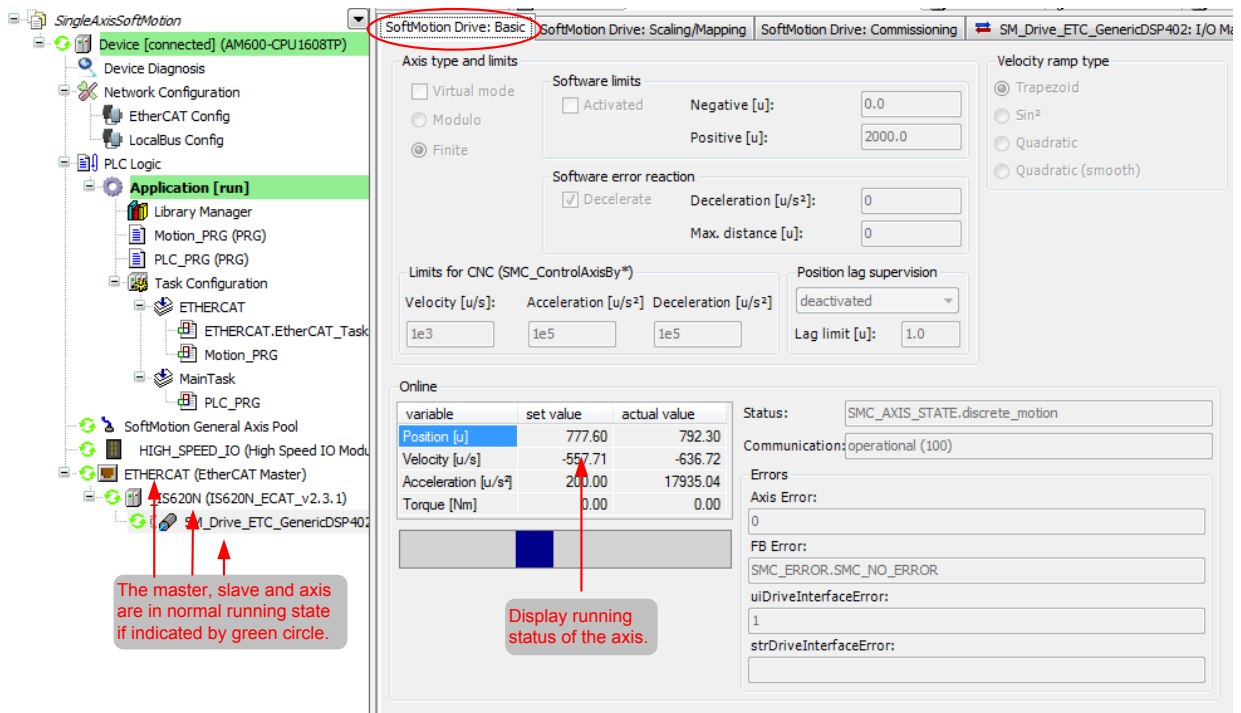 SingleAxisSoftMotion
Device [connected] (AM600-CPU1608TP)
Device Diagnosis
Network Configuration
EtherCAT Config
LocalBus Config
PLC Logic
Application [run]
Library Manager
Motion_PRG (PRG)
PLC_PRG (PRG)
Task Configuration
ETHERCAT
ETHERCAT.EtherCAT_Task
Motion_PRG
MainTask
PLC_PRG
SoftMotion General Axis Pool
HIGH_SPEED_IO (High Speed IO Modu
ETHERCAT (EtherCAT Master)
_IS620N (IS620N_ECAT_v2.3.1)
SM_Drive_ETC_GenericDSP402
The master, slave and axis
are in normal running state
if indicated by green circle.
SoftMotion Drive: Basic
SoftMotion Drive: Scaling/Mapping
SoftMotion Drive: Commissioning
SM_Drive_ETC_GenericDSP402: I/O Ma
Axis type and limits
Virtual mode
Modulo
Finite
Software limits
Activated
Negative [u]:
0.0
Positive [u]:
2000.0
Software error reaction
Decelerate
Deceleration [u/s²]:
0
Max. distance [u]:
0
Limits for CNC (SMC_ControlAxisBy*)
Velocity [u/s]:
Acceleration [u/s²]
Deceleration [u/s²]
1e3
1e5
1e5
Position lag supervision
deactivated
Lag limit [u]:
1.0
Velocity ramp type
Trapezoid
Sin²
Quadratic
Quadratic (smooth)
Online
variable set value actual value
Position [u] 777.60 792.30
Velocity [u/s] -557.71 -636.72
Acceleration [u/s²] 200.00 17935.04
Torque [Nm] 0.00 0.00
Display running
status of the axis.
Status:
SMC_AXIS_STATE.discrete_motion
Communication:
operational (100)
Errors
Axis Error:
0
FB Error:
SMC_ERROR.SMC_NO_ERROR
uiDriveInterfaceError:
1
strDriveInterfaceError: